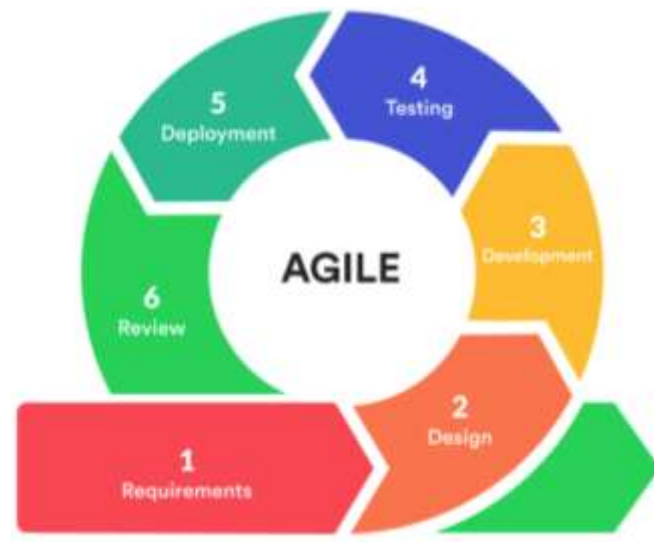 AGILE
1
Requirements
2
Design
3
Development
4
Testing
5
Deployment
6
Review